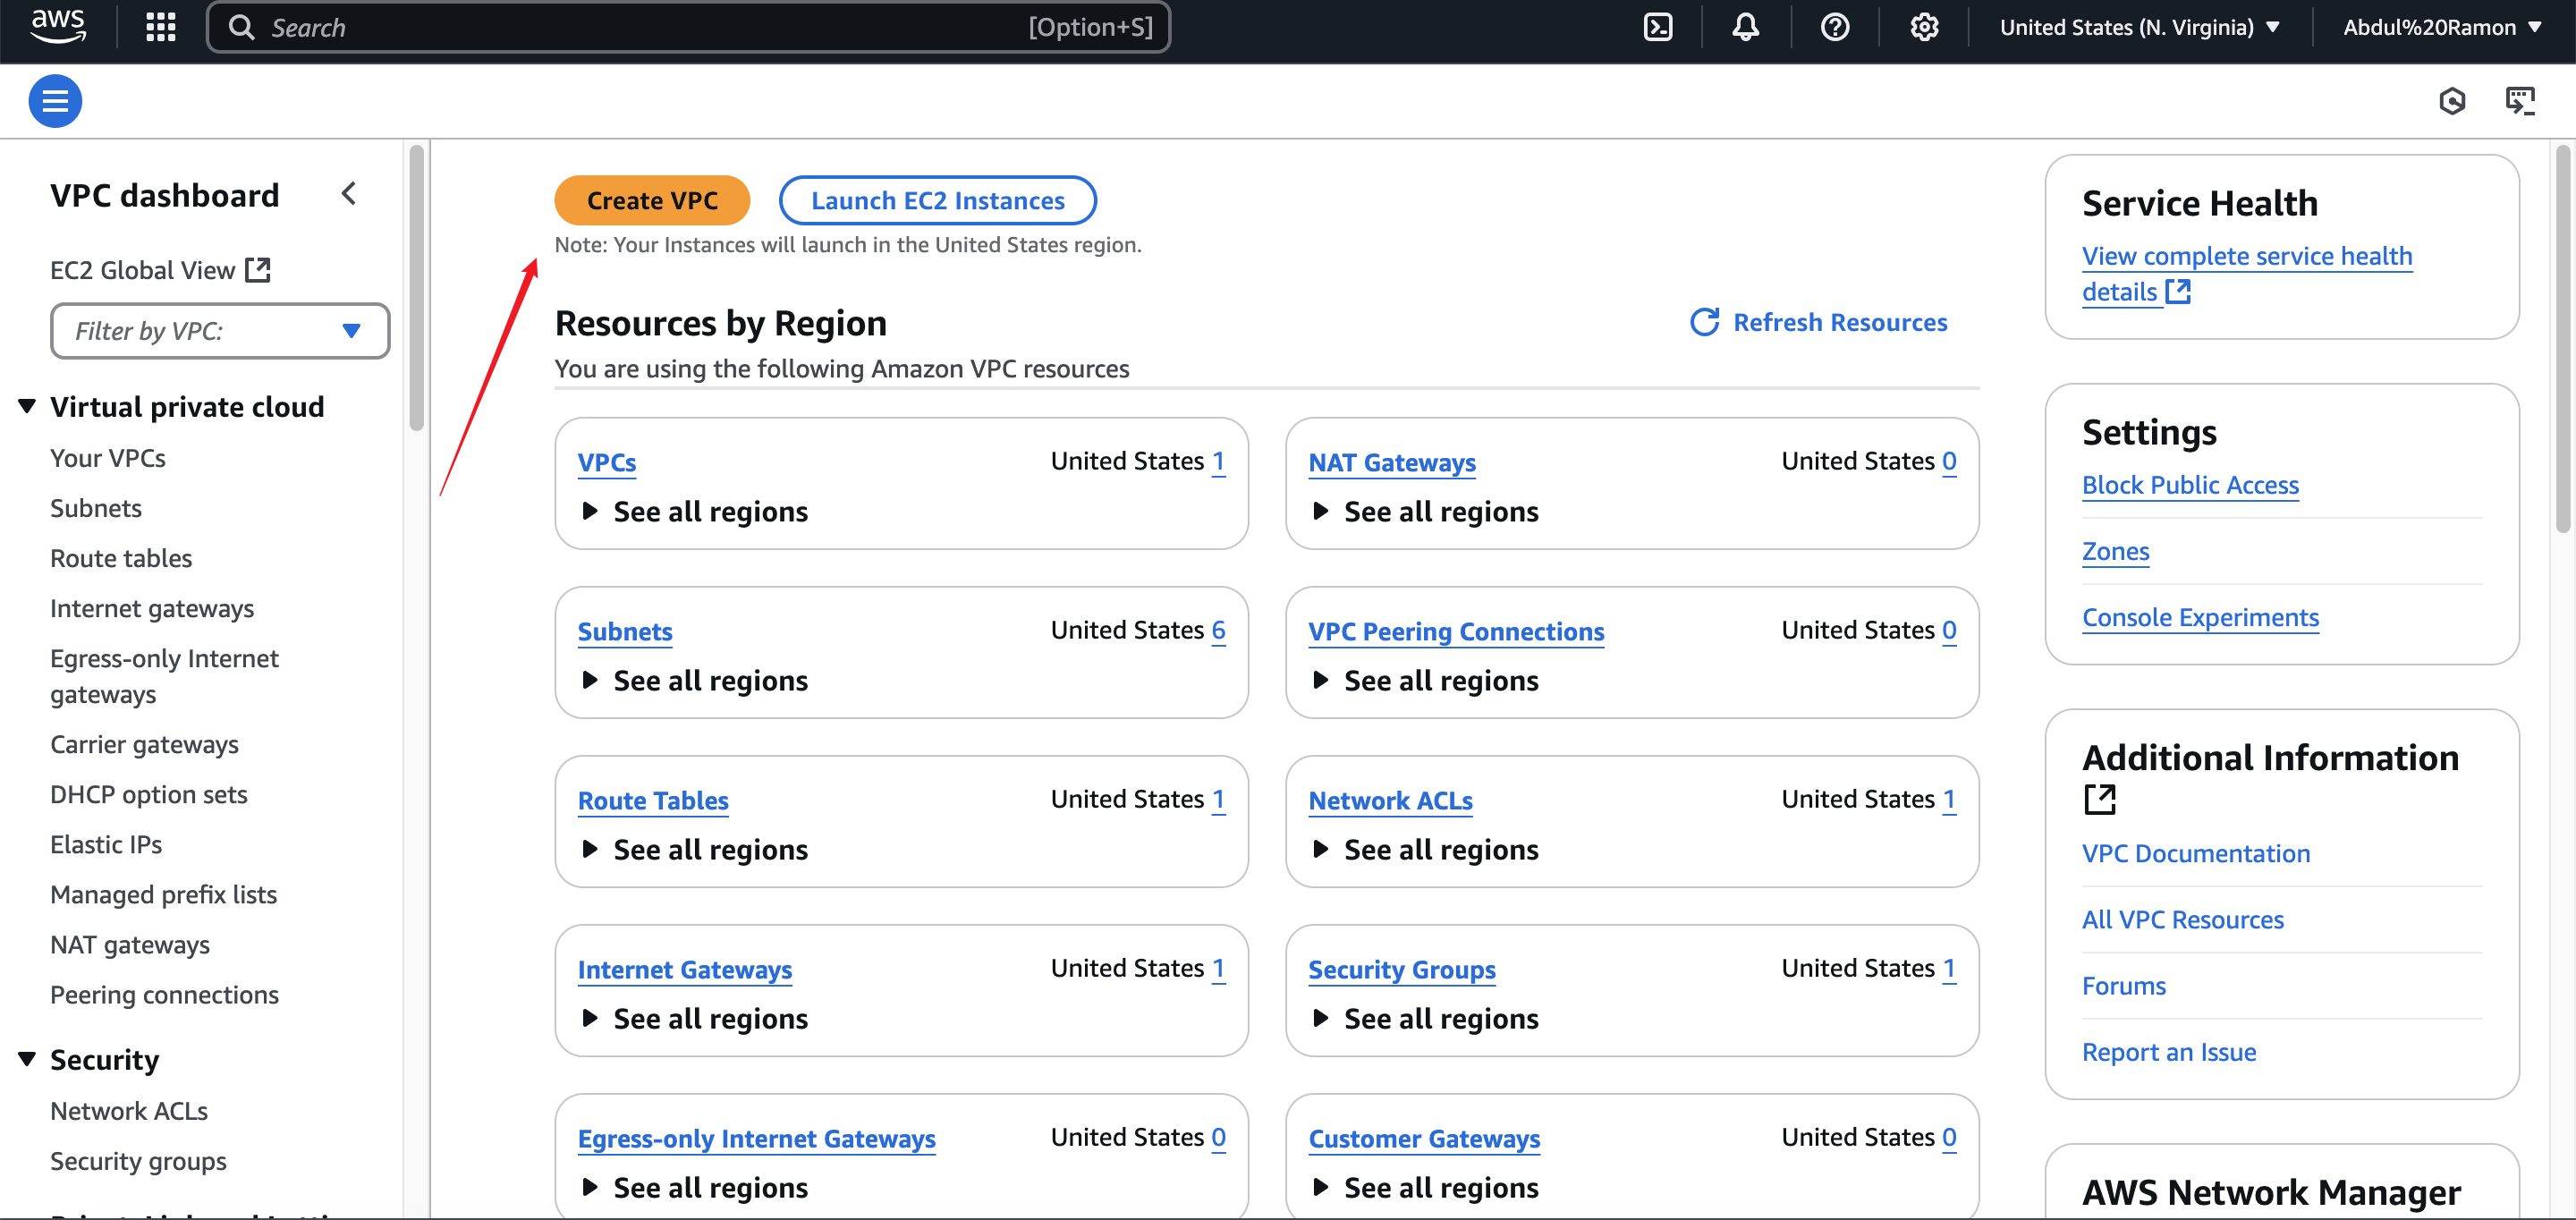 aws
Search
[Option+S]
United States (N. Virginia)
Abdul%20Ramon
VPC dashboard
EC2 Global View
Filter by VPC:
Virtual private cloud
Your VPCs
Subnets
Route tables
Internet gateways
Egress-only Internet
gateways
Carrier gateways
DHCP option sets
Elastic IPs
Managed prefix lists
NAT gateways
Peering connections
Security
Network ACLs
Security groups
Create VPC
Launch EC2 Instances
Note: Your Instances will launch in the United States region.
Resources by Region
Refresh Resources
You are using the following Amazon VPC resources
VPCs
United States 1
See all regions
NAT Gateways
United States 0
See all regions
Subnets
United States 6
See all regions
VPC Peering Connections
United States 0
See all regions
Route Tables
United States 1
See all regions
Network ACLs
United States 1
See all regions
Internet Gateways
United States 1
See all regions
Security Groups
United States 1
See all regions
Egress-only Internet Gateways
United States 0
See all regions
Customer Gateways
United States 0
See all regions
Service Health
View complete service health
details
Settings
Block Public Access
Zones
Console Experiments
Additional Information
VPC Documentation
All VPC Resources
Forums
Report an Issue
AWS Network Manager